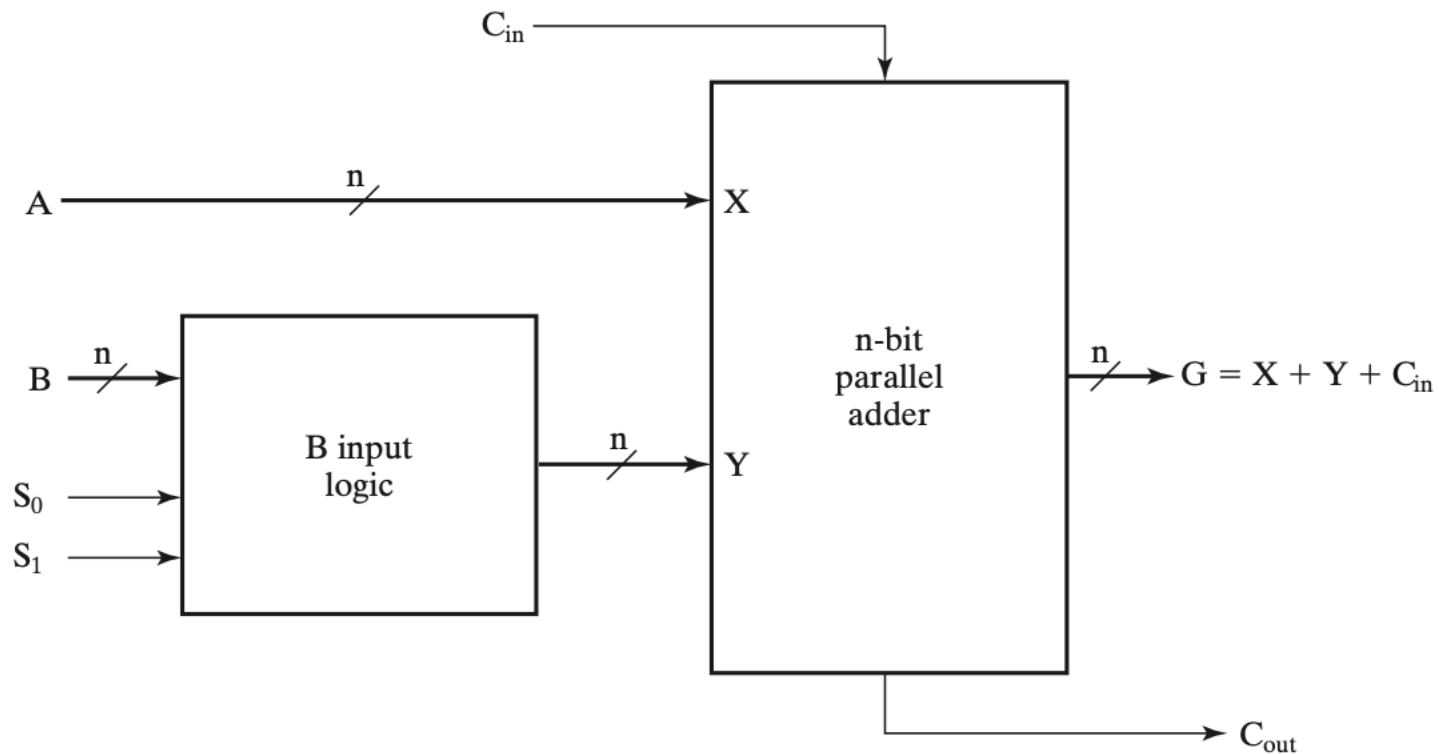 C_in
n
A
X
n
B
B input
logic
n
Y
S_0
S_1
n-bit
parallel
adder
n
G = X + Y + C_in
C_out